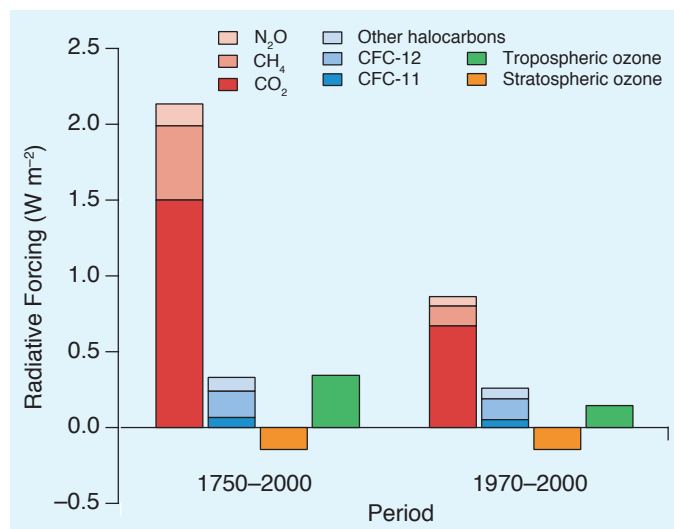 2.5
2.0
1.5
1.0
0.5
0.0
–0.5
Radiative Forcing (W m⁻²)
N₂O
CH₄
CO₂
Other halocarbons
CFC-12
CFC-11
Tropospheric ozone
Stratospheric ozone
1750–2000
1970–2000
Period